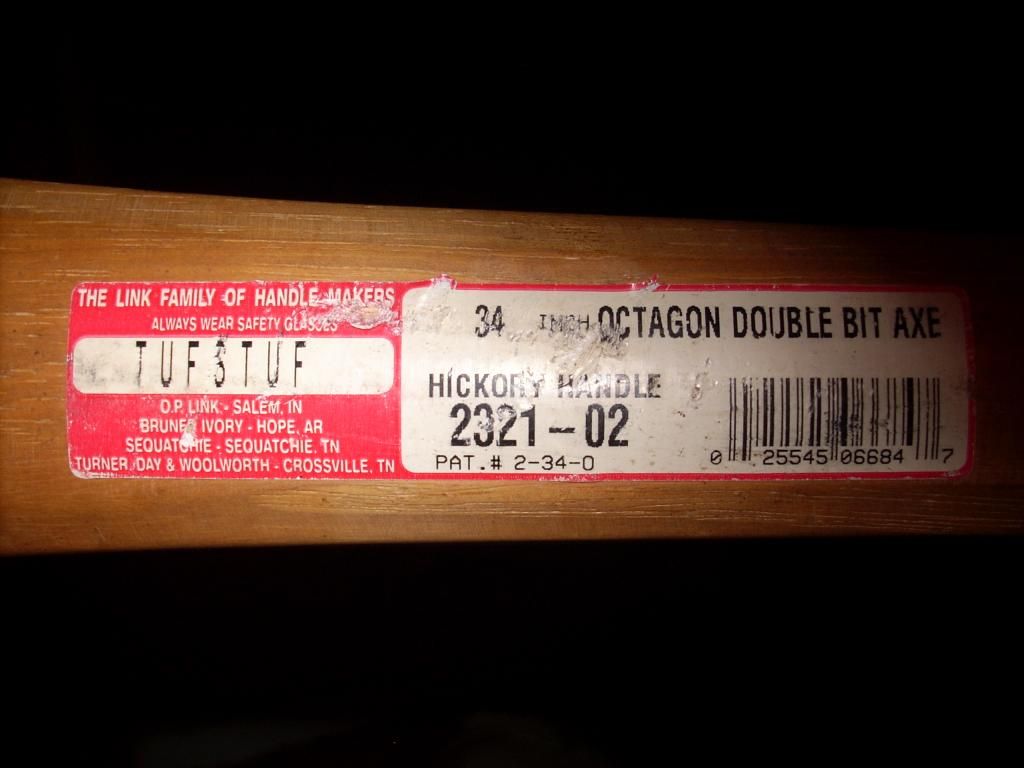 THE LINK FAMILY OF HANDLE MAKERS
ALWAYS WEAR SAFETY GLASSES
TUF3TUF
O.P. LINK - SALEM, IN
BRUNER IVORY - HOPE, AR
SEQUATCHIE - SEQUATCHIE, TN
TURNER, DAY & WOOLWORTH - CROSSVILLE, TN
34 INCH OCTAGON DOUBLE BIT AXE
HICKORY HANDLE
2321-02
PAT.# 2-34-O
0 25545 06684 7